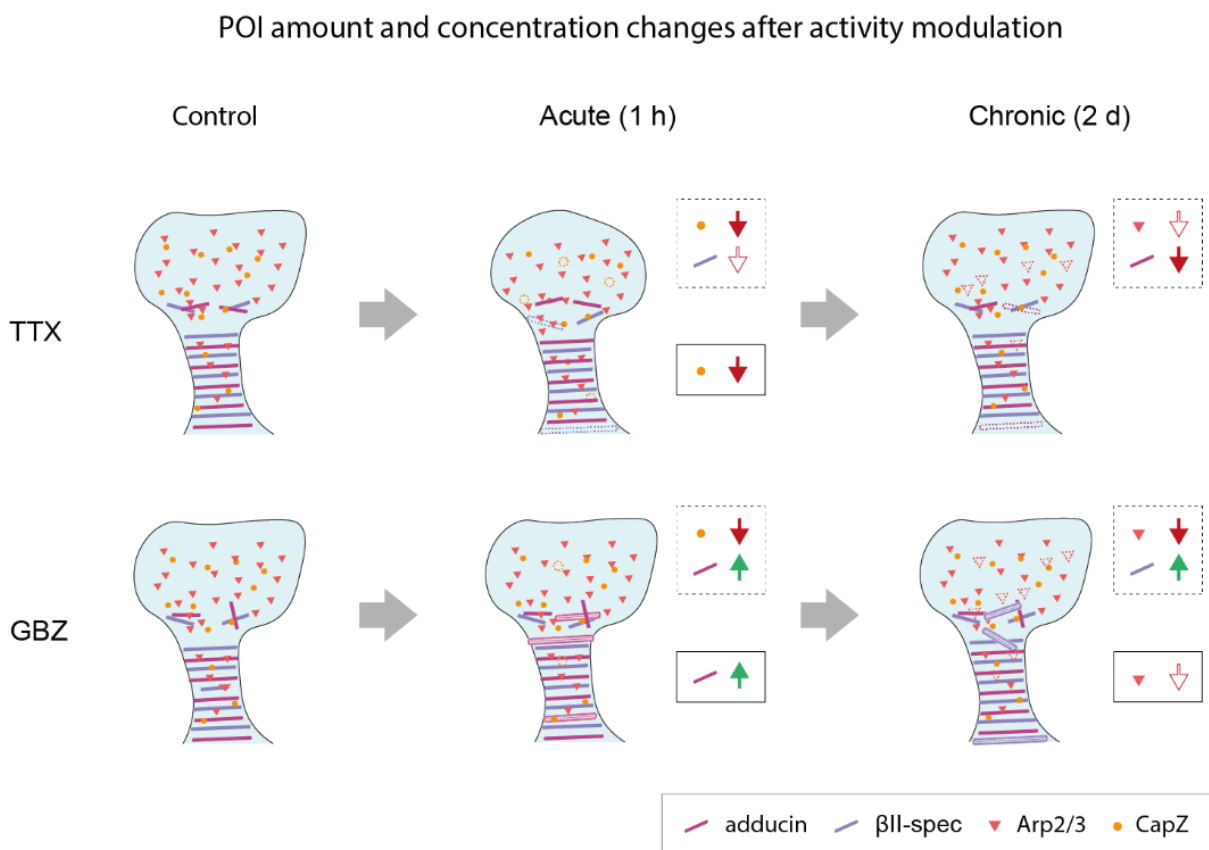 POI amount and concentration changes after activity modulation
Control
Acute (1 h)
Chronic (2 d)
TTX
GBZ
adducin
βII-spec
Arp2/3
CapZ